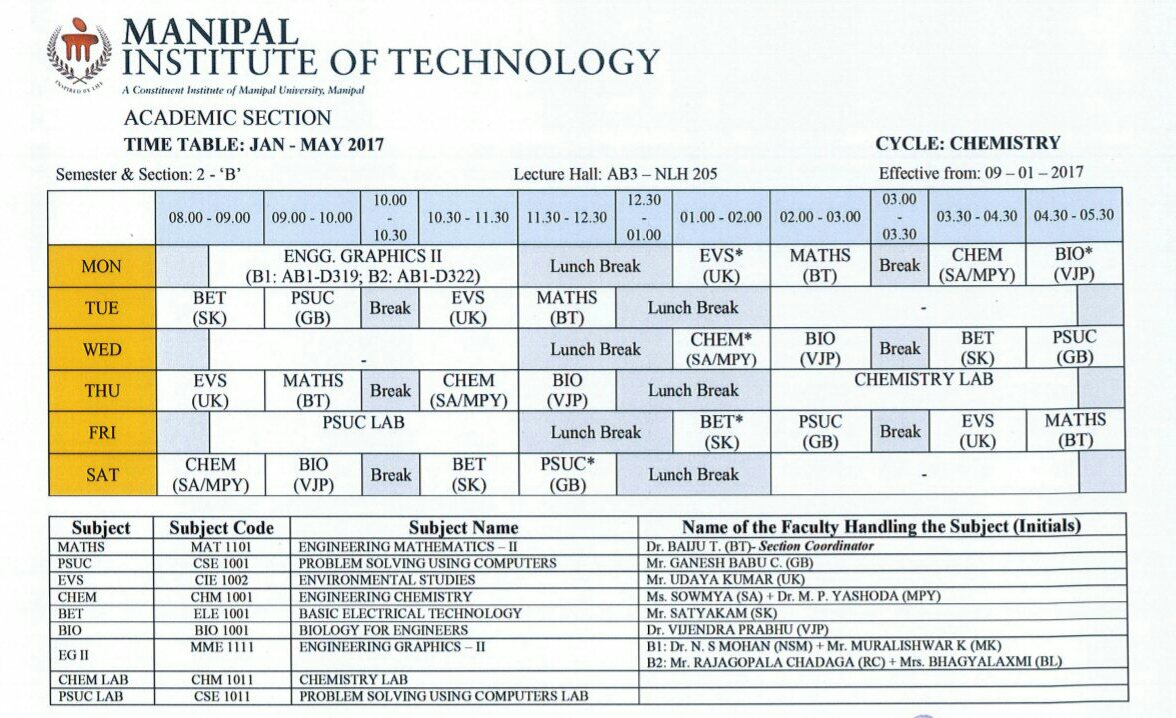 MANIPAL
INSTITUTE OF TECHNOLOGY
INSPIRED BY LIFE
A Constituent Institute of Manipal University, Manipal
ACADEMIC SECTION
TIME TABLE: JAN - MAY 2017
CYCLE: CHEMISTRY
Semester & Section: 2 - ‘B’ Lecture Hall: AB3 – NLH 205 Effective from: 09 – 01 – 2017
08.00 - 09.00 09.00 - 10.00 10.00 - 10.30 10.30 - 11.30 11.30 - 12.30 12.30 - 01.00 01.00 - 02.00 02.00 - 03.00 03.00 - 03.30 03.30 - 04.30 04.30 - 05.30
MON ENGG. GRAPHICS II (B1: AB1-D319; B2: AB1-D322) Lunch Break EVS* (UK) MATHS (BT) Break CHEM (SA/MPY) BIO* (VJP)
TUE BET (SK) PSUC (GB) Break EVS (UK) MATHS (BT) Lunch Break -
WED - Lunch Break CHEM* (SA/MPY) BIO (VJP) Break BET (SK) PSUC (GB)
THU EVS (UK) MATHS (BT) Break CHEM (SA/MPY) BIO (VJP) Lunch Break CHEMISTRY LAB
FRI PSUC LAB Lunch Break BET* (SK) PSUC (GB) Break EVS (UK) MATHS (BT)
SAT CHEM (SA/MPY) BIO (VJP) Break BET (SK) PSUC* (GB) Lunch Break -
Subject Subject Code Subject Name Name of the Faculty Handling the Subject (Initials)
MATHS MAT 1101 ENGINEERING MATHEMATICS – II Dr. BAIJU T. (BT)- Section Coordinator
PSUC CSE 1001 PROBLEM SOLVING USING COMPUTERS Mr. GANESH BABU C. (GB)
EVS CIE 1002 ENVIRONMENTAL STUDIES Mr. UDAYA KUMAR (UK)
CHEM CHM 1001 ENGINEERING CHEMISTRY Ms. SOWMYA (SA) + Dr. M. P. YASHODA (MPY)
BET ELE 1001 BASIC ELECTRICAL TECHNOLOGY Mr. SATYAKAM (SK)
BIO BIO 1001 BIOLOGY FOR ENGINEERS Dr. VIJENDRA PRABHU (VJP)
EG II MME 1111 ENGINEERING GRAPHICS – II B1: Dr. N. S MOHAN (NSM) + Mr. MURALISHWAR K (MK)
B2: Mr. RAJAGOPALA CHADAGA (RC) + Mrs. BHAGYALAXMI (BL)
CHEM LAB CHM 1011 CHEMISTRY LAB
PSUC LAB CSE 1011 PROBLEM SOLVING USING COMPUTERS LAB